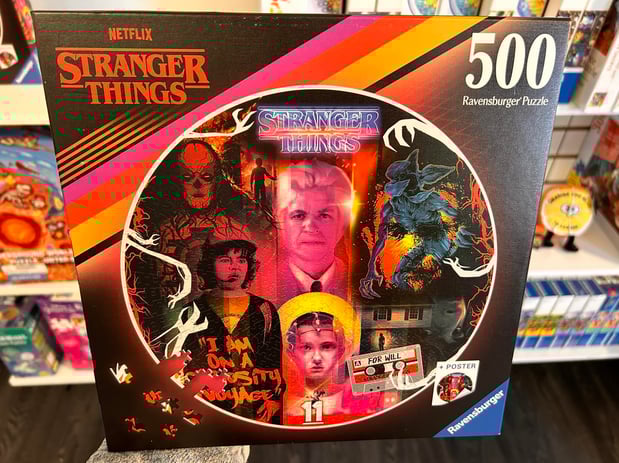 NETFLIX
STRANGER
THINGS
500
Ravensburger® Puzzle
STRANGER
THINGS
"I AM
ON A
CURIOSITY
VOYAGE"
FOR WILL
A
+ POSTER
11
Ravensburger